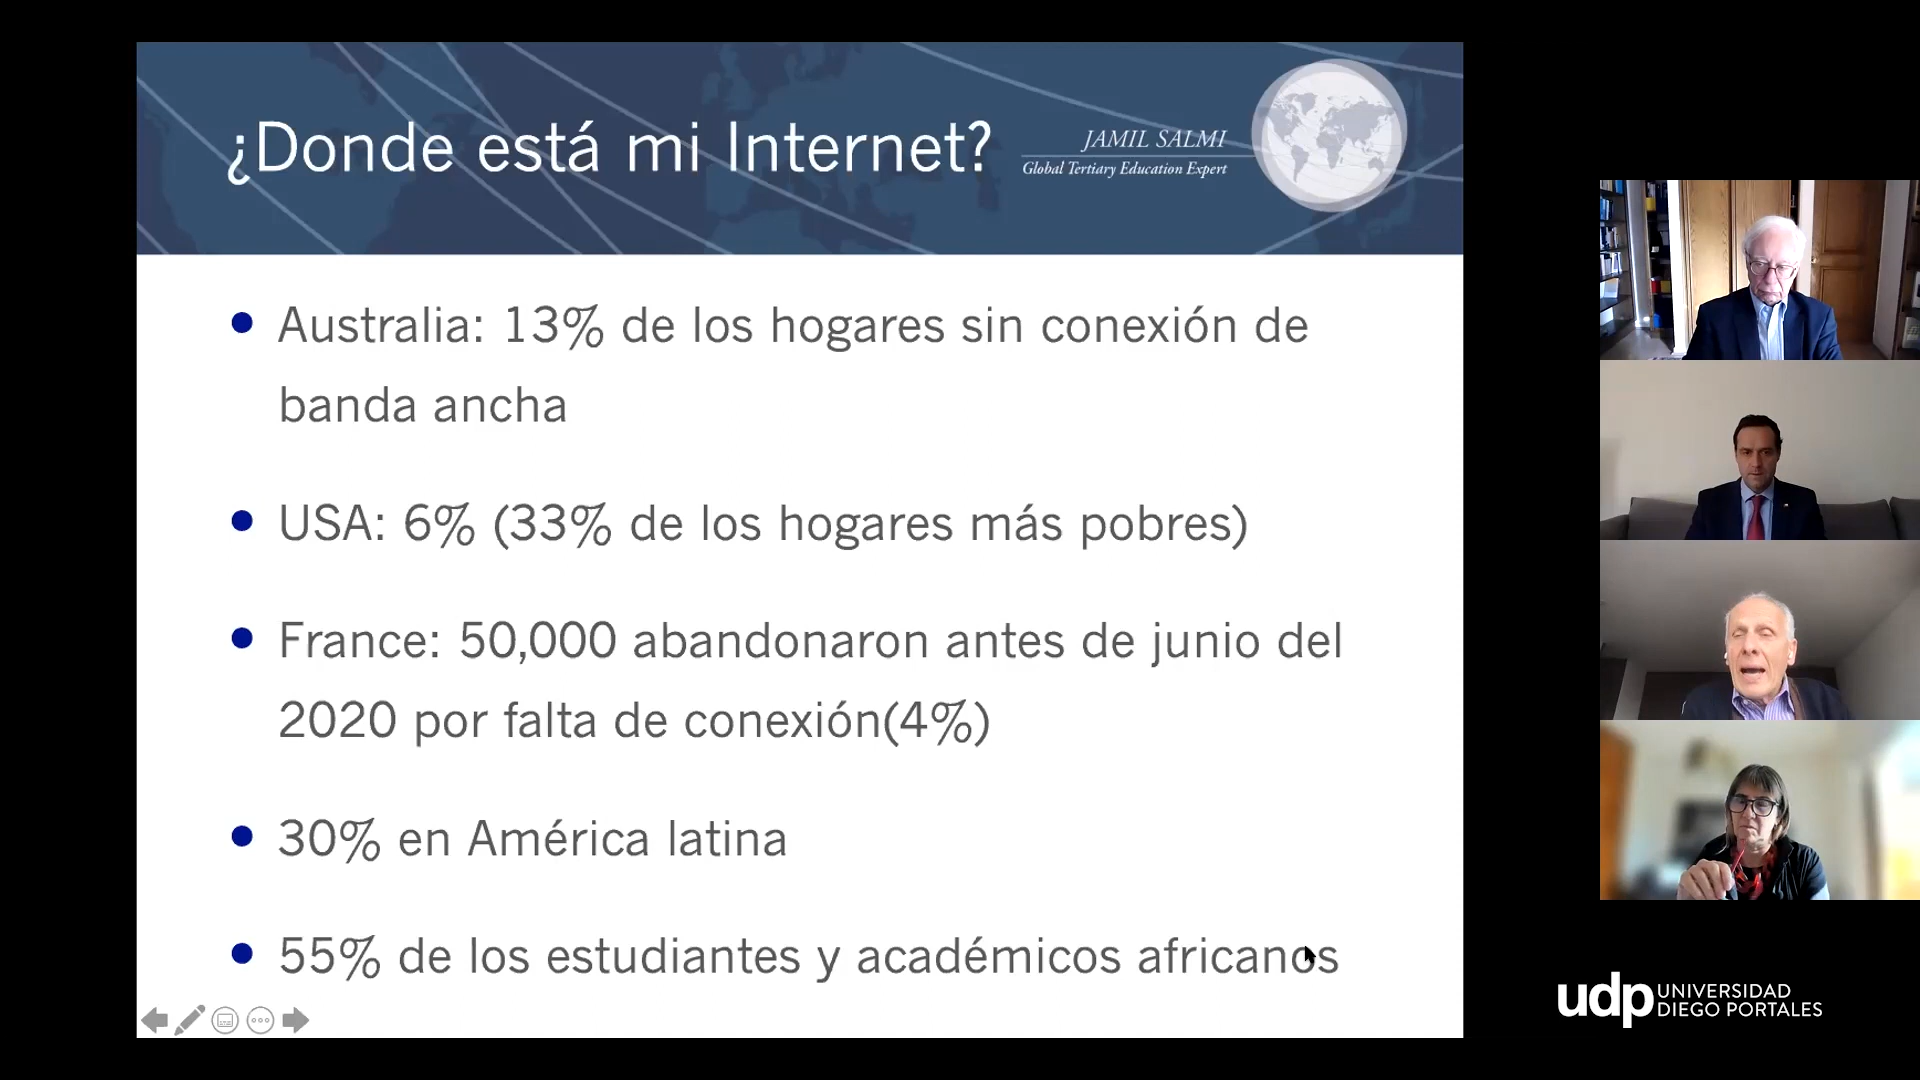 ¿Donde está mi Internet?
JAMIL SALMI
Global Tertiary Education Expert
Australia: 13% de los hogares sin conexión de
banda ancha
USA: 6% (33% de los hogares más pobres)
France: 50,000 abandonaron antes de junio del
2020 por falta de conexión(4%)
30% en América latina
55% de los estudiantes y académicos africanos
udp UNIVERSIDAD
DIEGO PORTALES